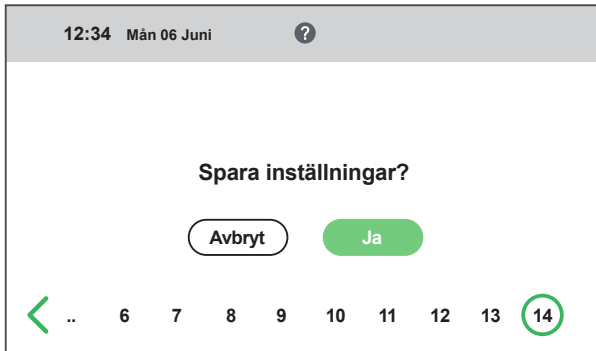 12:34 Mån 06 Juni ?
Spara inställningar?
Avbryt Ja
.. 6 7 8 9 10 11 12 13 14